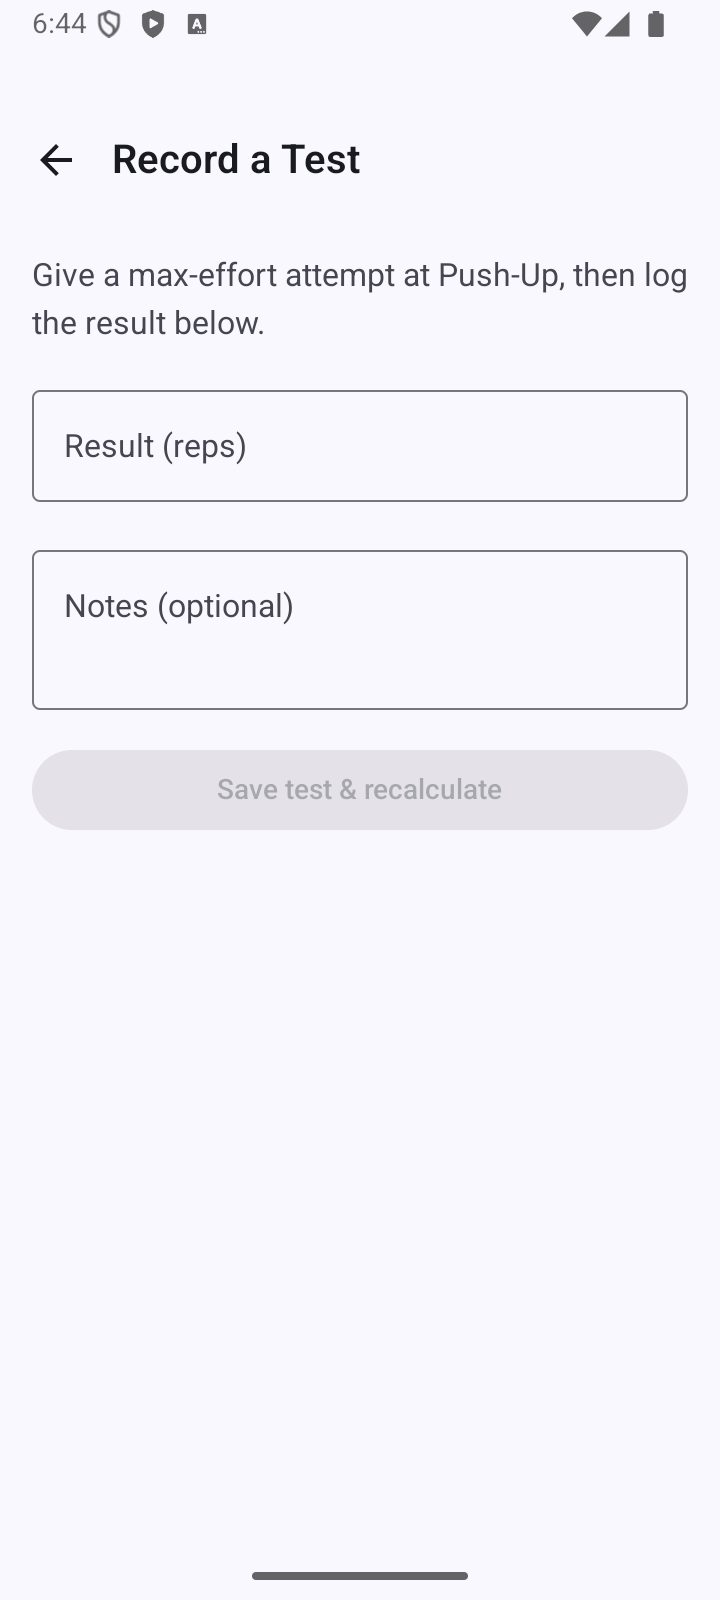 6:44
Record a Test
Give a max-effort attempt at Push-Up, then log
the result below.
Result (reps)
Notes (optional)
Save test & recalculate